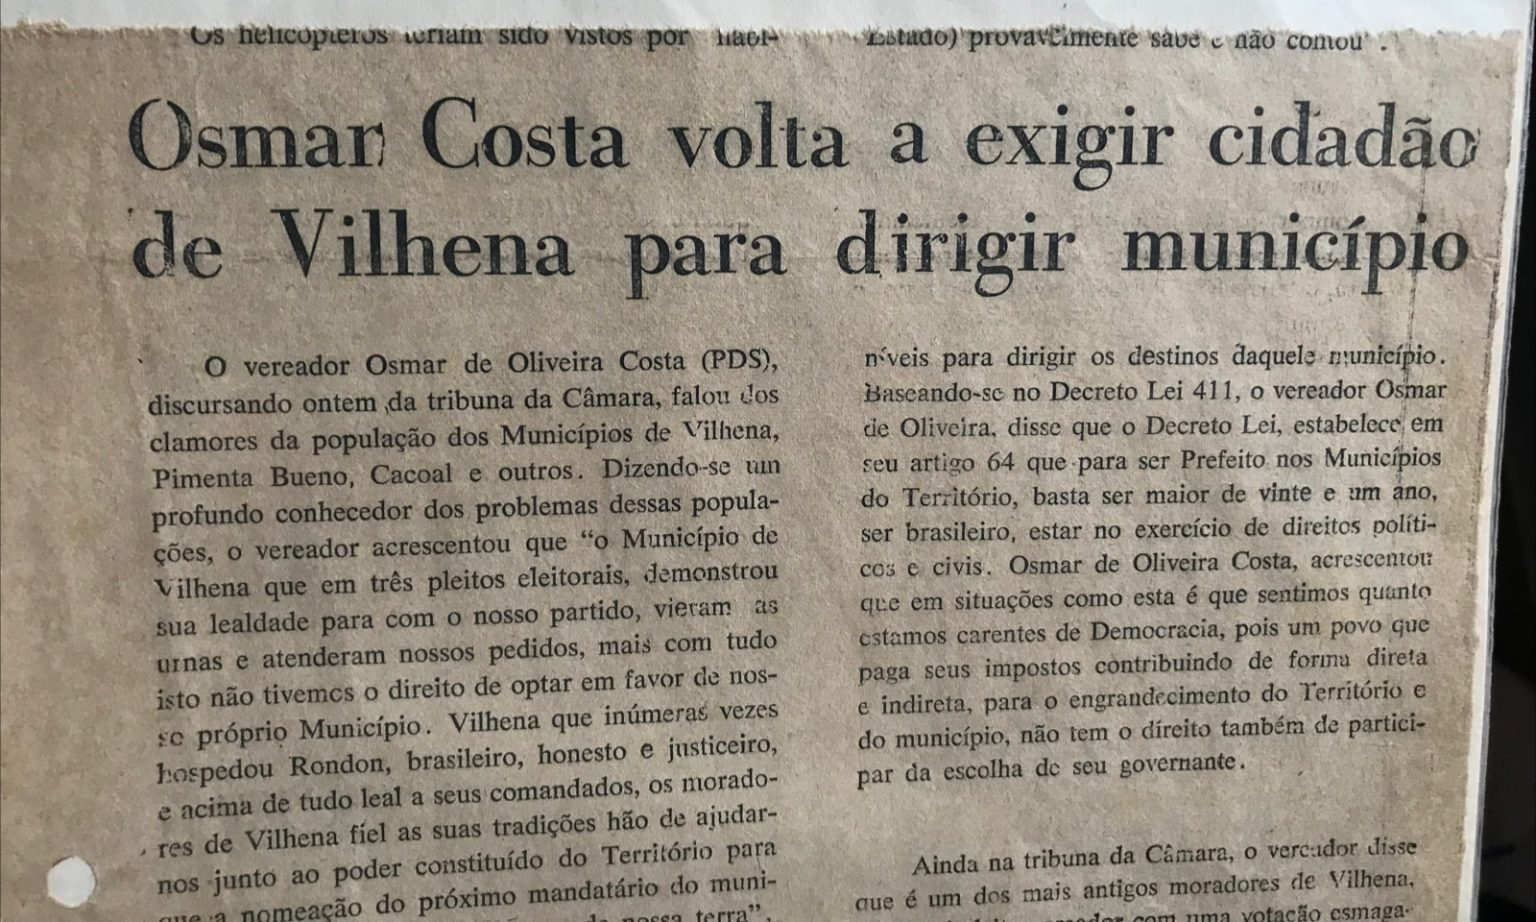 Os helicópteros teriam sido vistos por
Estado) provavelmente sabe e não comou".
Osmar Costa volta a exigir cidadão
de Vilhena para dirigir município
O vereador Osmar de Oliveira Costa (PDS),
discursando ontem da tribuna da Câmara, falou dos
clamores da população dos Municípios de Vilhena,
Pimenta Bueno, Cacoal e outros. Dizendo-se um
profundo conhecedor dos problemas dessas popula-
ções, o vereador acrescentou que “o Município de
Vilhena que em três pleitos eleitorais, demonstrou
sua lealdade para com o nosso partido, vieram as
urnas e atenderam nossos pedidos, mais com tudo
isto não tivemos o direito de optar em favor de nos-
so próprio Município. Vilhena que inúmeras vezes
hospedou Rondon, brasileiro, honesto e justiceiro,
e acima de tudo leal a seus comandados, os morado-
res de Vilhena fiel as suas tradições hão de ajudar-
nos junto ao poder constituído do Território para
que a nomeação do próximo mandatário do muni-
nossa terra”.
níveis para dirigir os destinos daquele município.
Baseando-se no Decreto Lei 411, o vereador Osmar
de Oliveira, disse que o Decreto Lei, estabelece em
seu artigo 64 que para ser Prefeito nos Municípios
do Território, basta ser maior de vinte e um ano,
ser brasileiro, estar no exercício de direitos políti-
cos e civis. Osmar de Oliveira Costa, acrescentou
que em situações como esta é que sentimos quanto
estamos carentes de Democracia, pois um povo que
paga seus impostos contribuindo de forma direta
e indireta, para o engrandecimento do Território e
do município, não tem o direito também de partici-
par da escolha de seu governante.
Ainda na tribuna da Câmara, o vereador disse
que é um dos mais antigos moradores de Vilhena,
com uma votação esmaga-